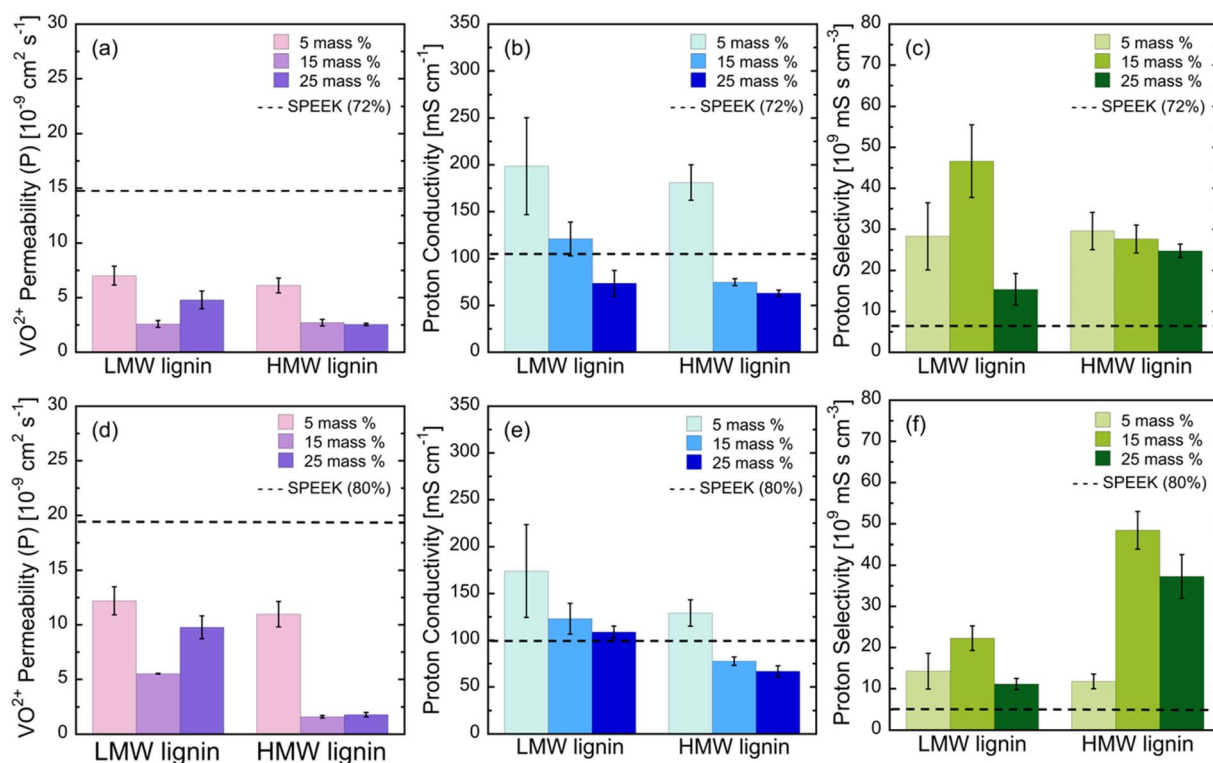 (a)
VO2+ Permeability (P) [10-9 cm2 s-1]
30
25
20
15
10
5
0
5 mass %
15 mass %
25 mass %
SPEEK (72%)
LMW lignin
HMW lignin
(b)
Proton Conductivity [mS cm-1]
350
300
250
200
150
100
50
0
5 mass %
15 mass %
25 mass %
SPEEK (72%)
LMW lignin
HMW lignin
(c)
Proton Selectivity [109 mS s cm-3]
80
70
60
50
40
30
20
10
0
5 mass %
15 mass %
25 mass %
SPEEK (72%)
LMW lignin
HMW lignin
(d)
VO2+ Permeability (P) [10-9 cm2 s-1]
30
25
20
15
10
5
0
5 mass %
15 mass %
25 mass %
SPEEK (80%)
LMW lignin
HMW lignin
(e)
Proton Conductivity [mS cm-1]
350
300
250
200
150
100
50
0
5 mass %
15 mass %
25 mass %
SPEEK (80%)
LMW lignin
HMW lignin
(f)
Proton Selectivity [109 mS s cm-3]
80
70
60
50
40
30
20
10
0
5 mass %
15 mass %
25 mass %
SPEEK (80%)
LMW lignin
HMW lignin